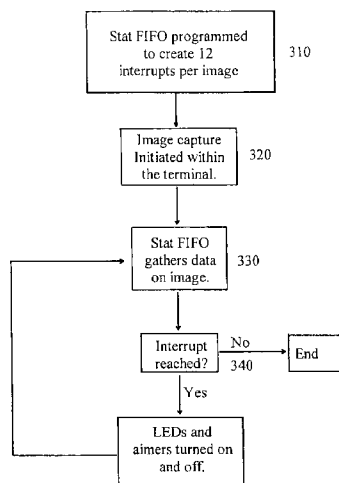 Stat FIFO programmed
to create 12
interrupts per image
310
Image capture
Initiated within
the terminal.
320
Stat FIFO
gathers data
on image.
330
Interrupt
reached?
No
340
End
Yes
LEDs and
aimers turned on
and off.